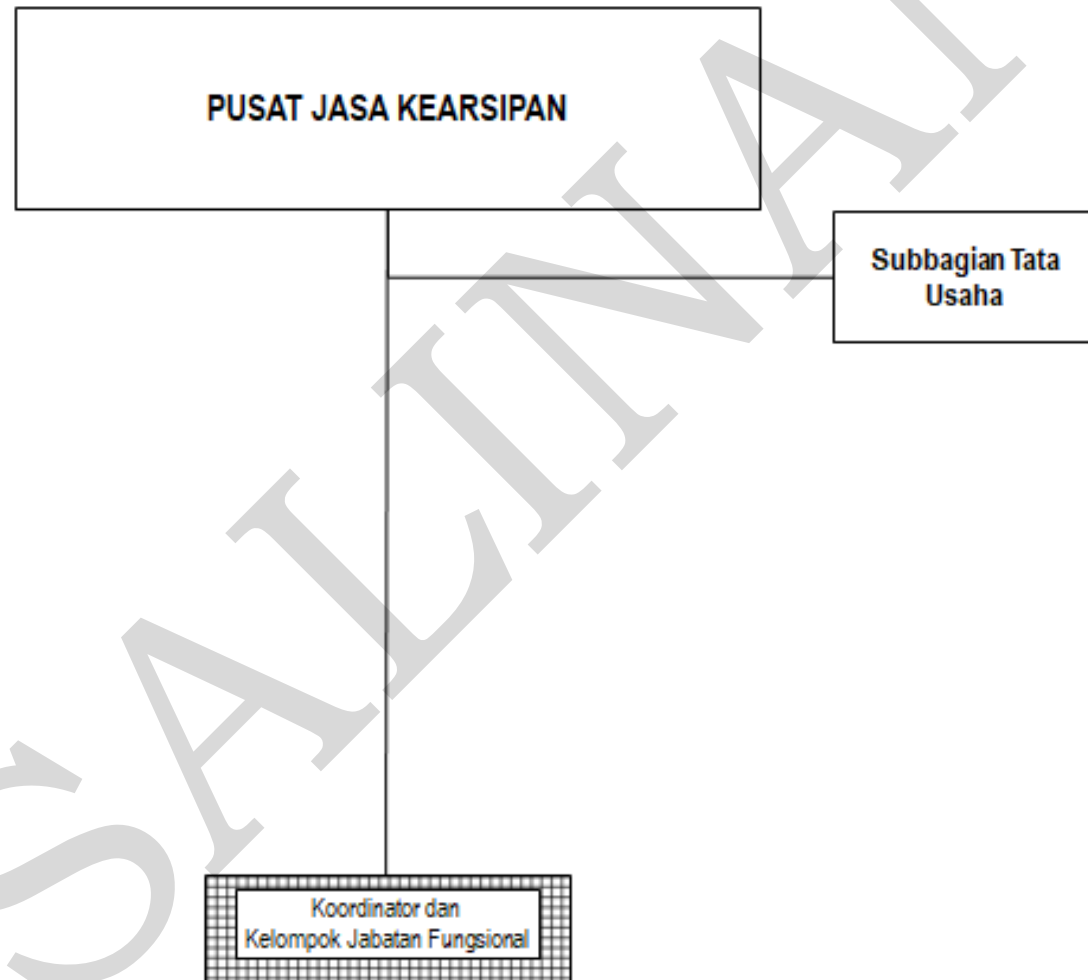 PUSAT JASA KEARSIPAN
Subbagian Tata
Usaha
Koordinator dan
Kelompok Jabatan Fungsional
SALINAN